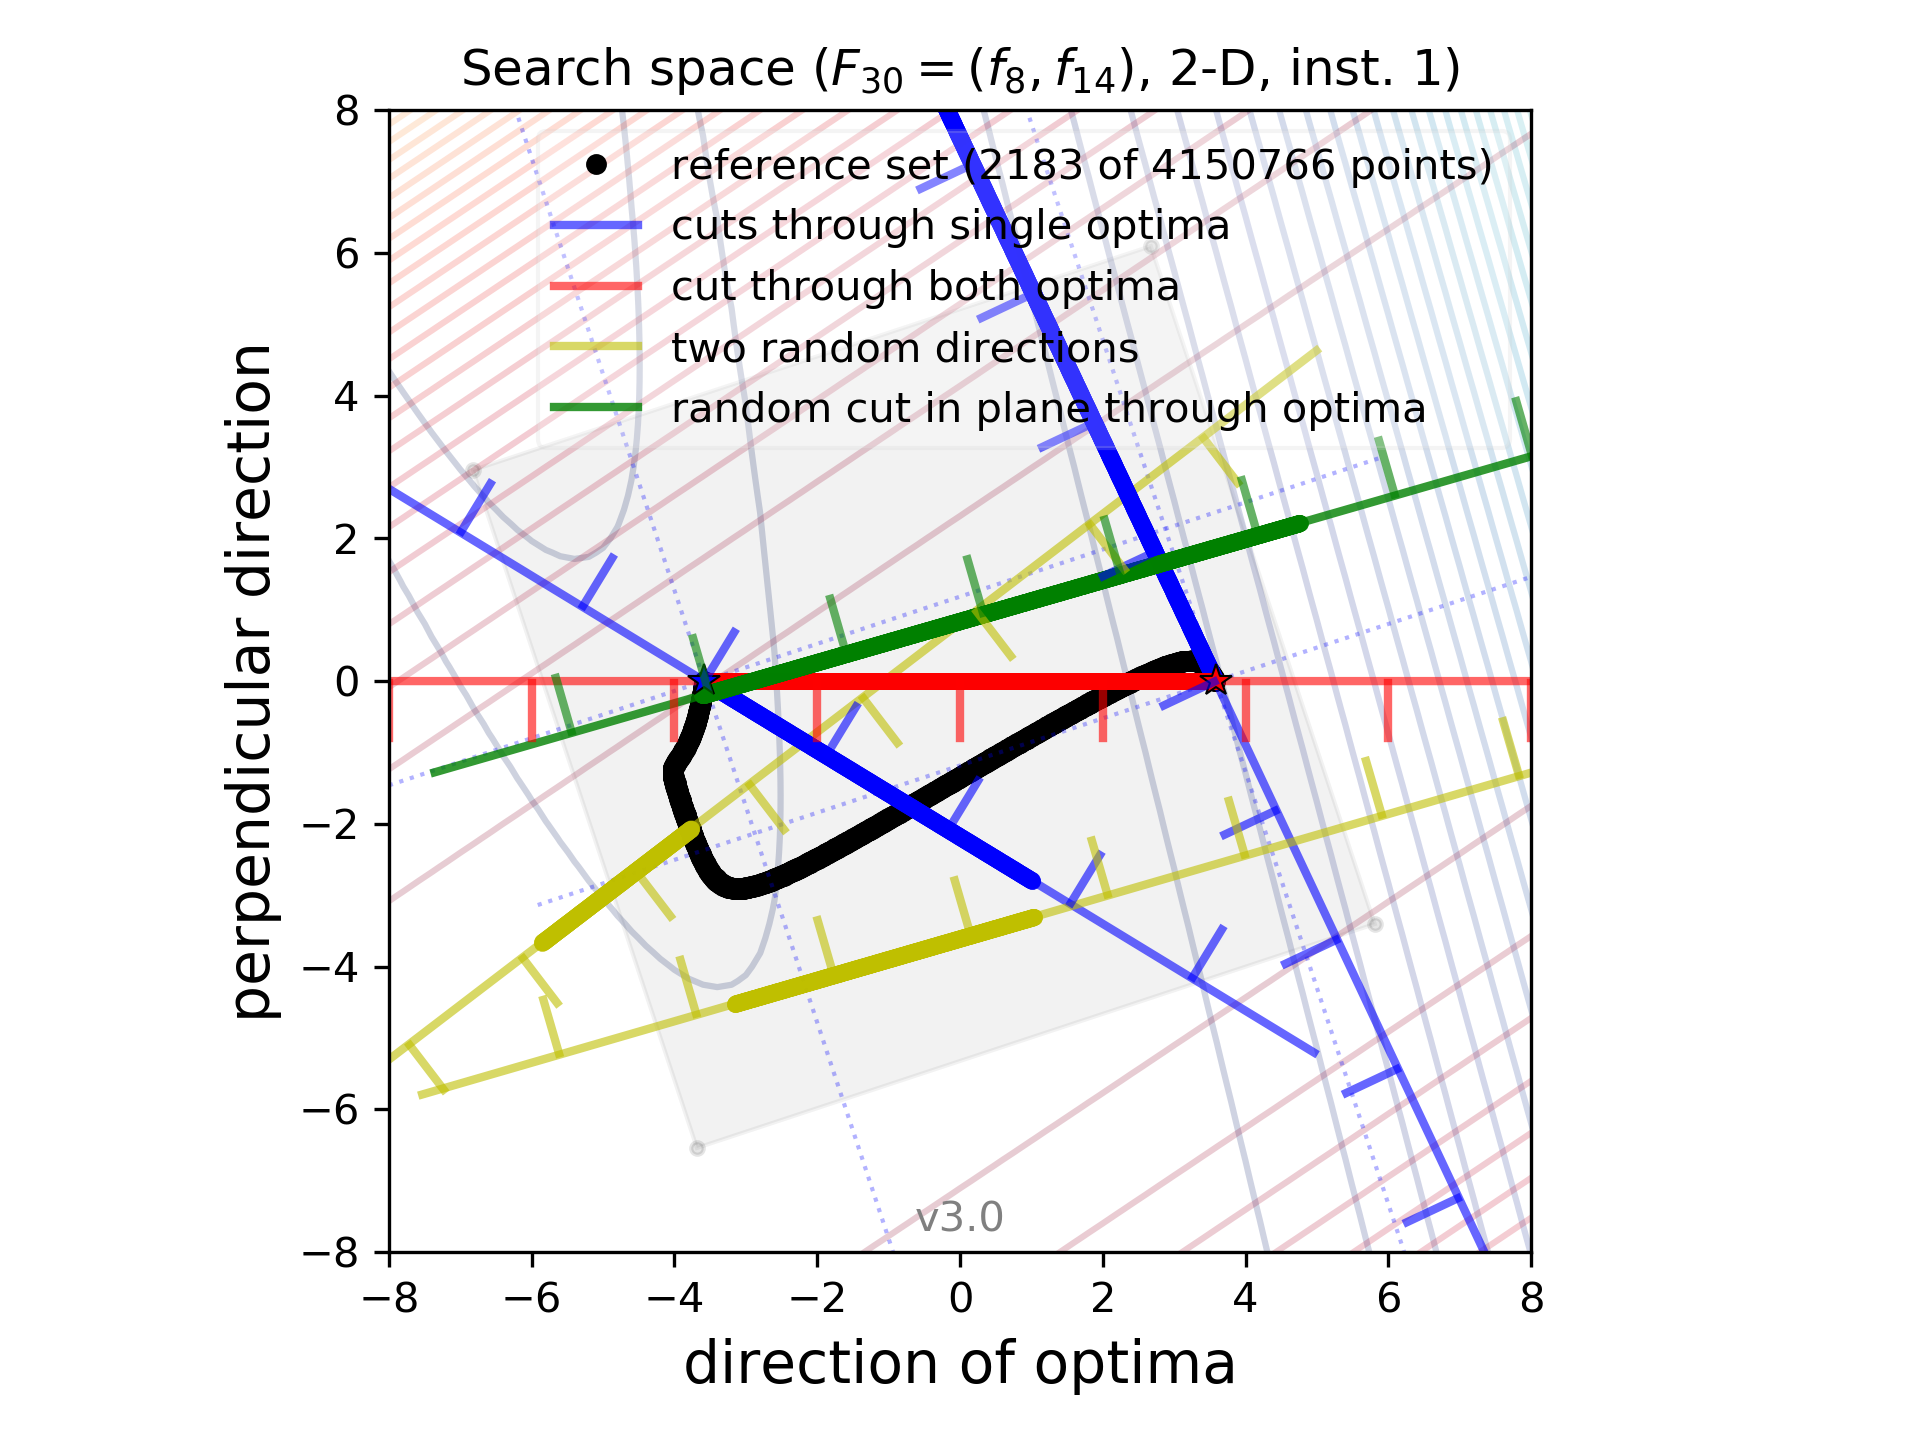 Search space (F30 = (f8, f14), 2-D, inst. 1)
reference set (2183 of 4150766 points)
cuts through single optima
cut through both optima
two random directions
random cut in plane through optima
8
6
4
2
0
−2
−4
−6
−8
perpendicular direction
v3.0
−8 −6 −4 −2 0 2 4 6 8
direction of optima